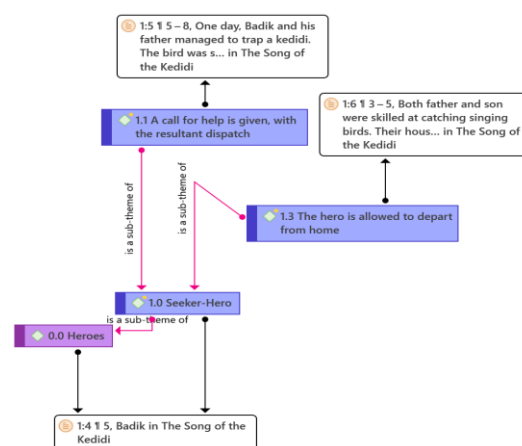 1:5 ¶ 5 – 8, One day, Badik and his
father managed to trap a kedidi.
The bird was s... in The Song of
the Kedidi
1:6 ¶ 3 – 5, Both father and son
were skilled at catching singing
birds. Their hous... in The Song of
the Kedidi
1.1 A call for help is given, with
the resultant dispatch
is a sub-theme of
is a sub-theme of
1.3 The hero is allowed to depart
from home
1.0 Seeker-Hero
is a sub-theme of
0.0 Heroes
1:4 ¶ 5, Badik in The Song of the
Kedidi